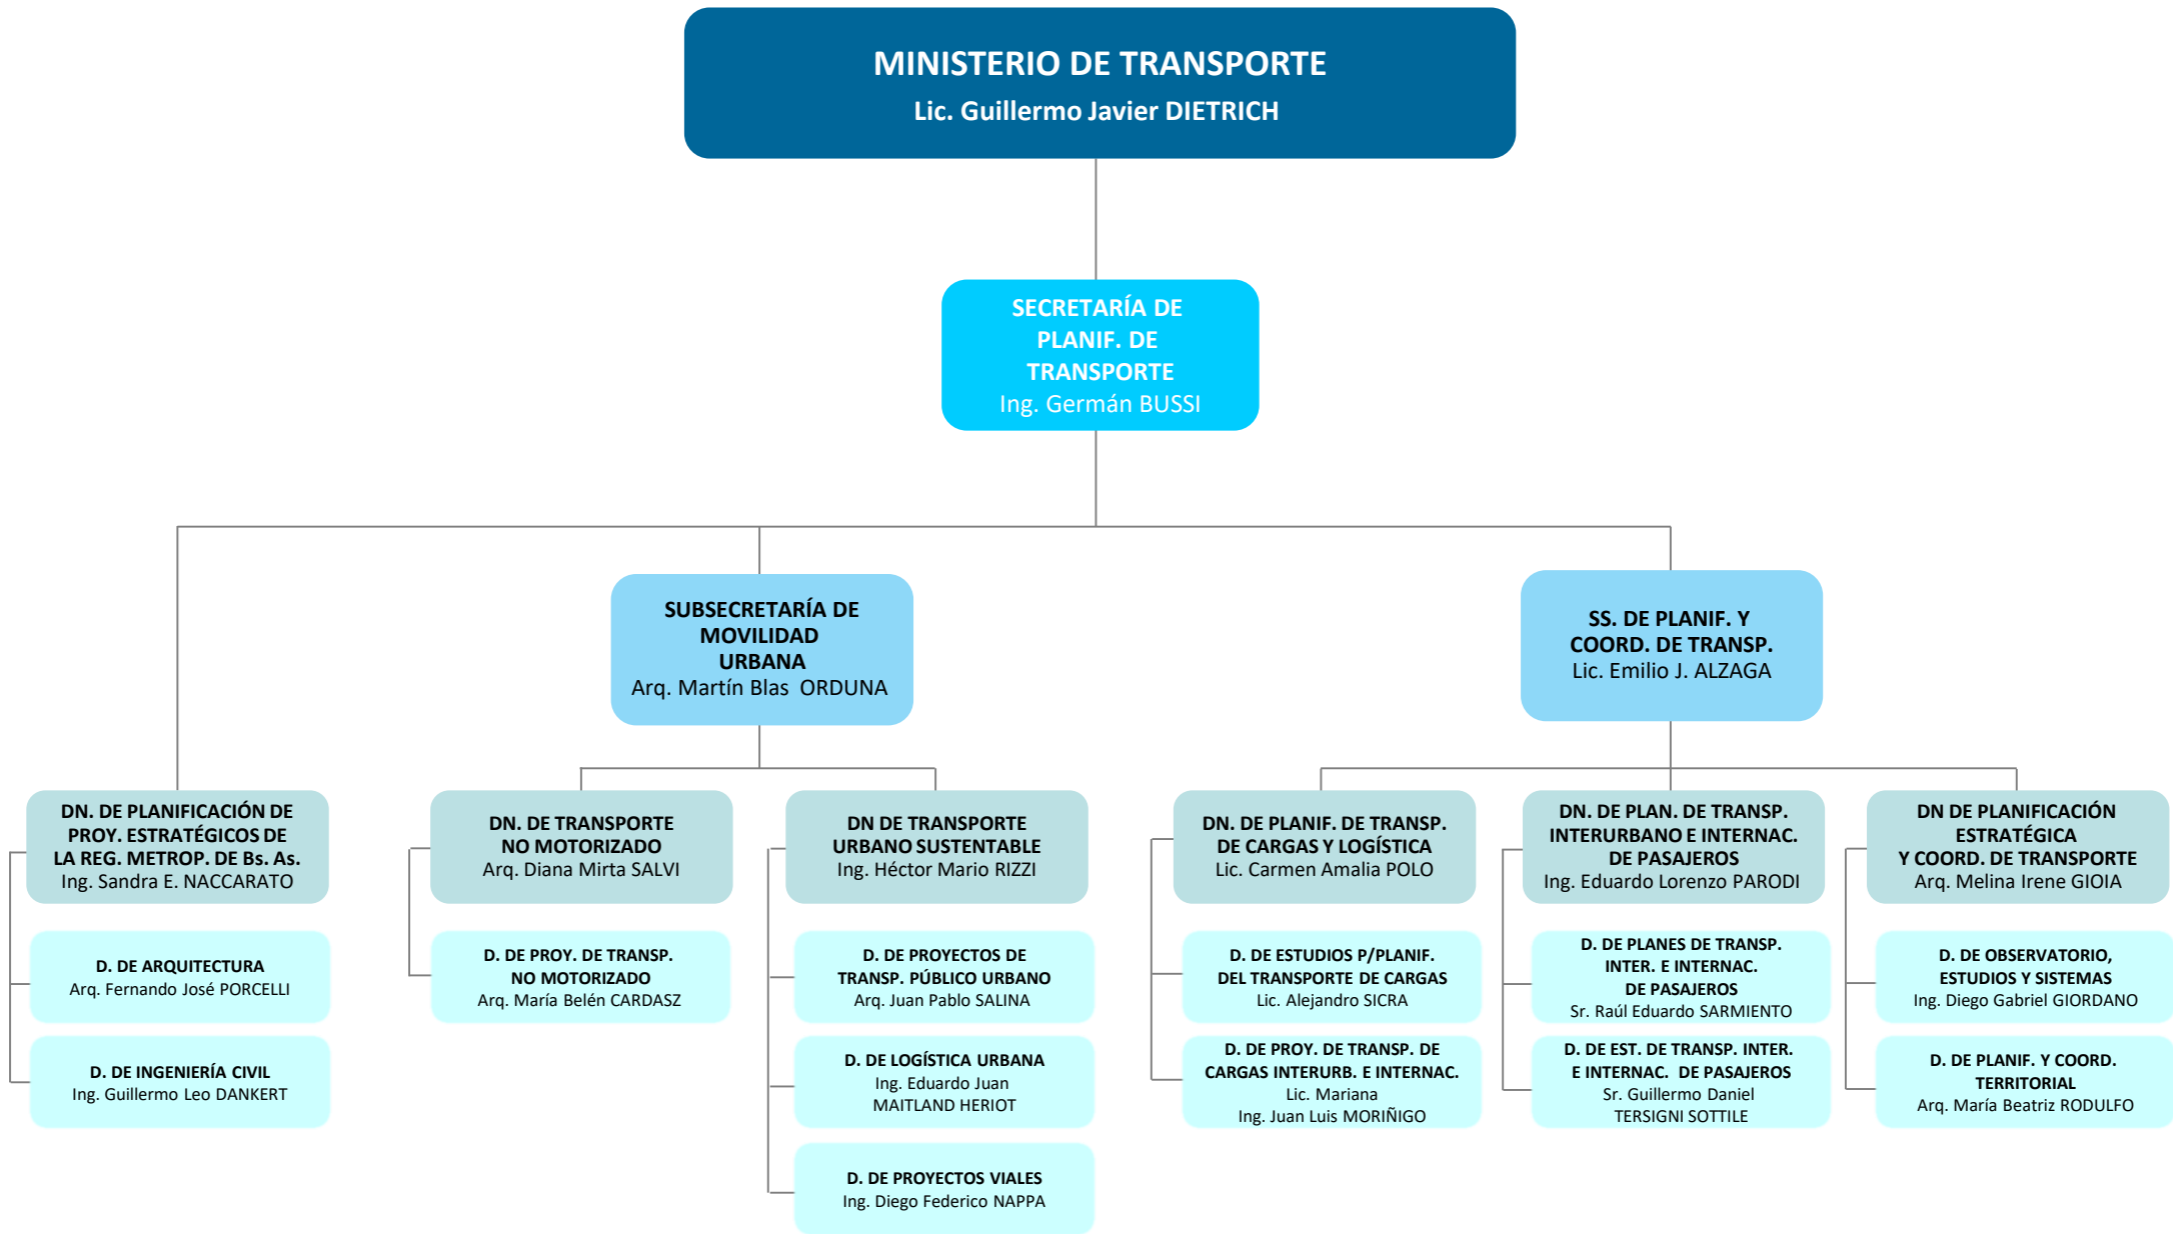 MINISTERIO DE TRANSPORTE
Lic. Guillermo Javier DIETRICH
SECRETARÍA DE
PLANIF. DE
TRANSPORTE
Ing. Germán BUSSI
SUBSECRETARÍA DE
MOVILIDAD
URBANA
Arq. Martín Blas ORDUNA
SS. DE PLANIF. Y
COORD. DE TRANSP.
Lic. Emilio J. ALZAGA
DN. DE PLANIFICACIÓN DE
PROY. ESTRATÉGICOS DE
LA REG. METROP. DE Bs. As.
Ing. Sandra E. NACCARATO
D. DE ARQUITECTURA
Arq. Fernando José PORCELLI
D. DE INGENIERÍA CIVIL
Ing. Guillermo Leo DANKERT
DN. DE TRANSPORTE
NO MOTORIZADO
Arq. Diana Mirta SALVI
D. DE PROY. DE TRANSP.
NO MOTORIZADO
Arq. María Belén CARDASZ
DN DE TRANSPORTE
URBANO SUSTENTABLE
Ing. Héctor Mario RIZZI
D. DE PROYECTOS DE
TRANSP. PÚBLICO URBANO
Arq. Juan Pablo SALINA
D. DE LOGÍSTICA URBANA
Ing. Eduardo Juan
MAITLAND HERIOT
D. DE PROYECTOS VIALES
Ing. Diego Federico NAPPA
DN. DE PLANIF. DE TRANSP.
DE CARGAS Y LOGÍSTICA
Lic. Carmen Amalia POLO
D. DE ESTUDIOS P/PLANIF.
DEL TRANSPORTE DE CARGAS
Lic. Alejandro SICRA
D. DE PROY. DE TRANSP. DE
CARGAS INTERURB. E INTERNAC.
Lic. Mariana
Ing. Juan Luis MORIÑIGO
DN. DE PLAN. DE TRANSP.
INTERURBANO E INTERNAC.
DE PASAJEROS
Ing. Eduardo Lorenzo PARODI
D. DE PLANES DE TRANSP.
INTER. E INTERNAC.
DE PASAJEROS
Sr. Raúl Eduardo SARMIENTO
D. DE EST. DE TRANSP. INTER.
E INTERNAC. DE PASAJEROS
Sr. Guillermo Daniel
TERSIGNI SOTTILE
DN DE PLANIFICACIÓN
ESTRATÉGICA
Y COORD. DE TRANSPORTE
Arq. Melina Irene GIOIA
D. DE OBSERVATORIO,
ESTUDIOS Y SISTEMAS
Ing. Diego Gabriel GIORDANO
D. DE PLANIF. Y COORD.
TERRITORIAL
Arq. María Beatriz RODULFO